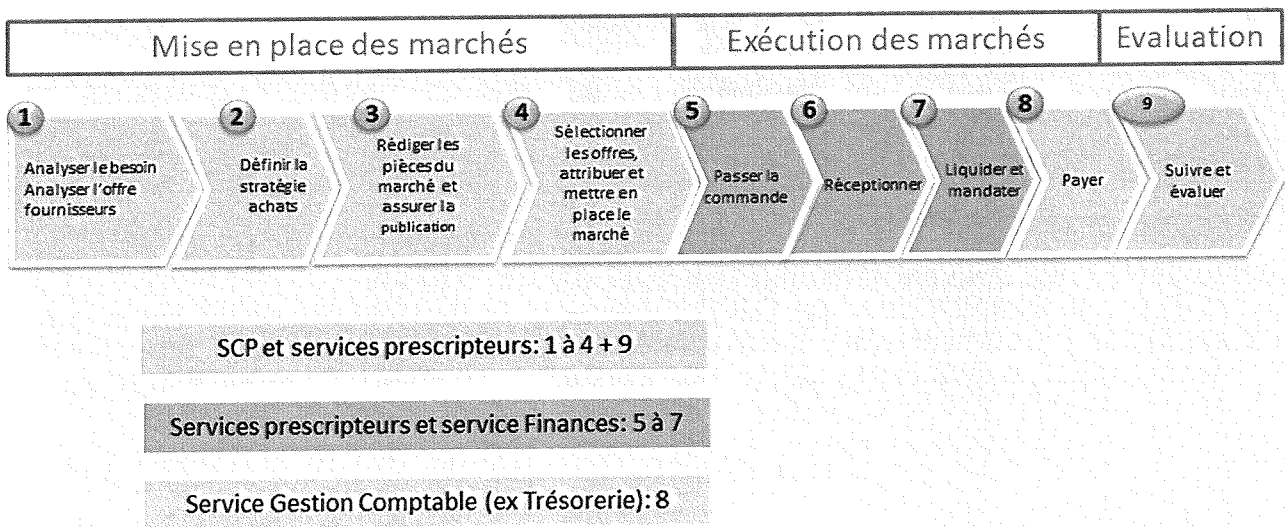 Mise en place des marchés
Exécution des marchés
Evaluation
1
Analyser le besoin
Analyser l'offre
fournisseurs
2
Définir la
stratégie
achats
3
Rédiger les
pièces du
marché et
assurer la
publication
4
Sélectionner
les offres,
attribuer et
mettre en
place le
marché
5
Passer la
commande
6
Réceptionner
7
Liquider et
mandater
8
Payer
9
Suivre et
évaluer
SCP et services prescripteurs: 1 à 4 + 9
Services prescripteurs et service Finances: 5 à 7
Service Gestion Comptable (ex Trésorerie): 8